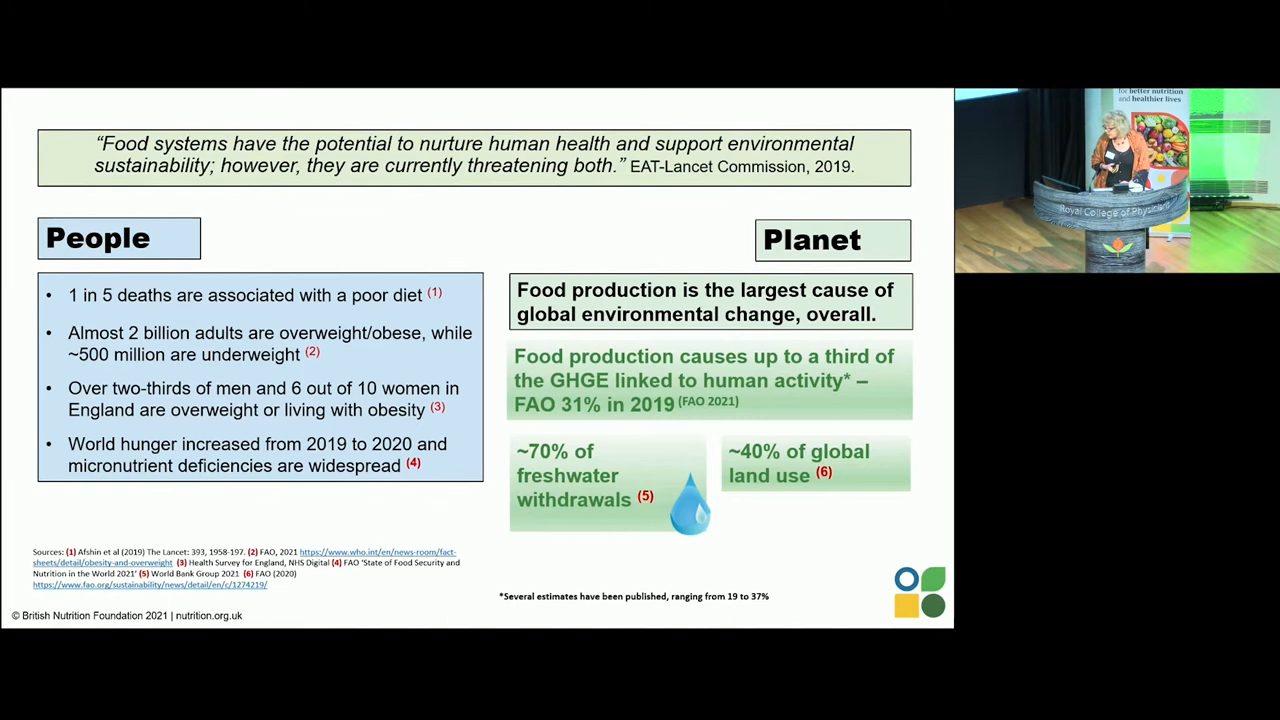 “Food systems have the potential to nurture human health and support environmental
sustainability; however, they are currently threatening both.” EAT-Lancet Commission, 2019.
People
• 1 in 5 deaths are associated with a poor diet (1)
• Almost 2 billion adults are overweight/obese, while
~500 million are underweight (2)
• Over two-thirds of men and 6 out of 10 women in
England are overweight or living with obesity (3)
• World hunger increased from 2019 to 2020 and
micronutrient deficiencies are widespread (4)
Planet
Food production is the largest cause of
global environmental change, overall.
Food production causes up to a third of
the GHGE linked to human activity* –
FAO 31% in 2019 (FAO 2021)
~70% of
freshwater
withdrawals (5)
~40% of global
land use (6)
Sources: (1) Afshin et al (2019) The Lancet: 393, 1958-197. (2) FAO, 2021 https://www.who.int/en/news-room/fact-
sheets/detail/obesity-and-overweight (3) Health Survey for England, NHS Digital (4) FAO ‘State of Food Security and
Nutrition in the World 2021’ (5) World Bank Group 2021 (6) FAO (2020)
https://www.fao.org/sustainability/news/detail/en/c/1274219/
*Several estimates have been published, ranging from 19 to 37%
© British Nutrition Foundation 2021 | nutrition.org.uk
for better nutrition
and healthier lives
Royal College of Physicians